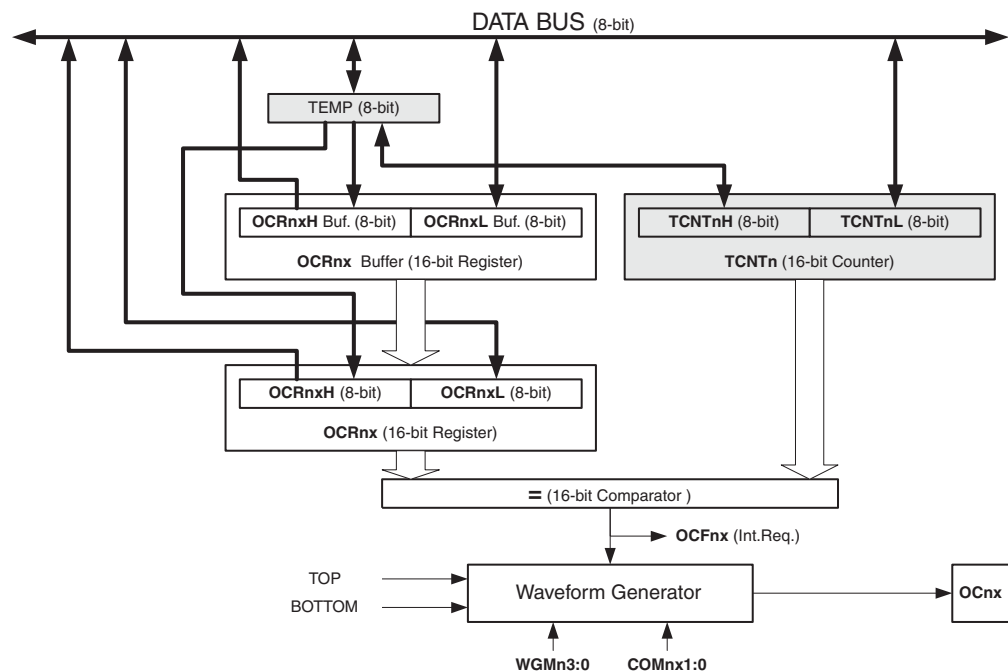 DATA BUS (8-bit)
TEMP (8-bit)
OCRnxH Buf. (8-bit)
OCRnxL Buf. (8-bit)
TCNTnH (8-bit)
TCNTnL (8-bit)
OCRnx Buffer (16-bit Register)
TCNTn (16-bit Counter)
OCRnxH (8-bit)
OCRnxL (8-bit)
OCRnx (16-bit Register)
= (16-bit Comparator )
OCFnx (Int.Req.)
TOP
BOTTOM
Waveform Generator
OCnx
WGMn3:0
COMnx1:0